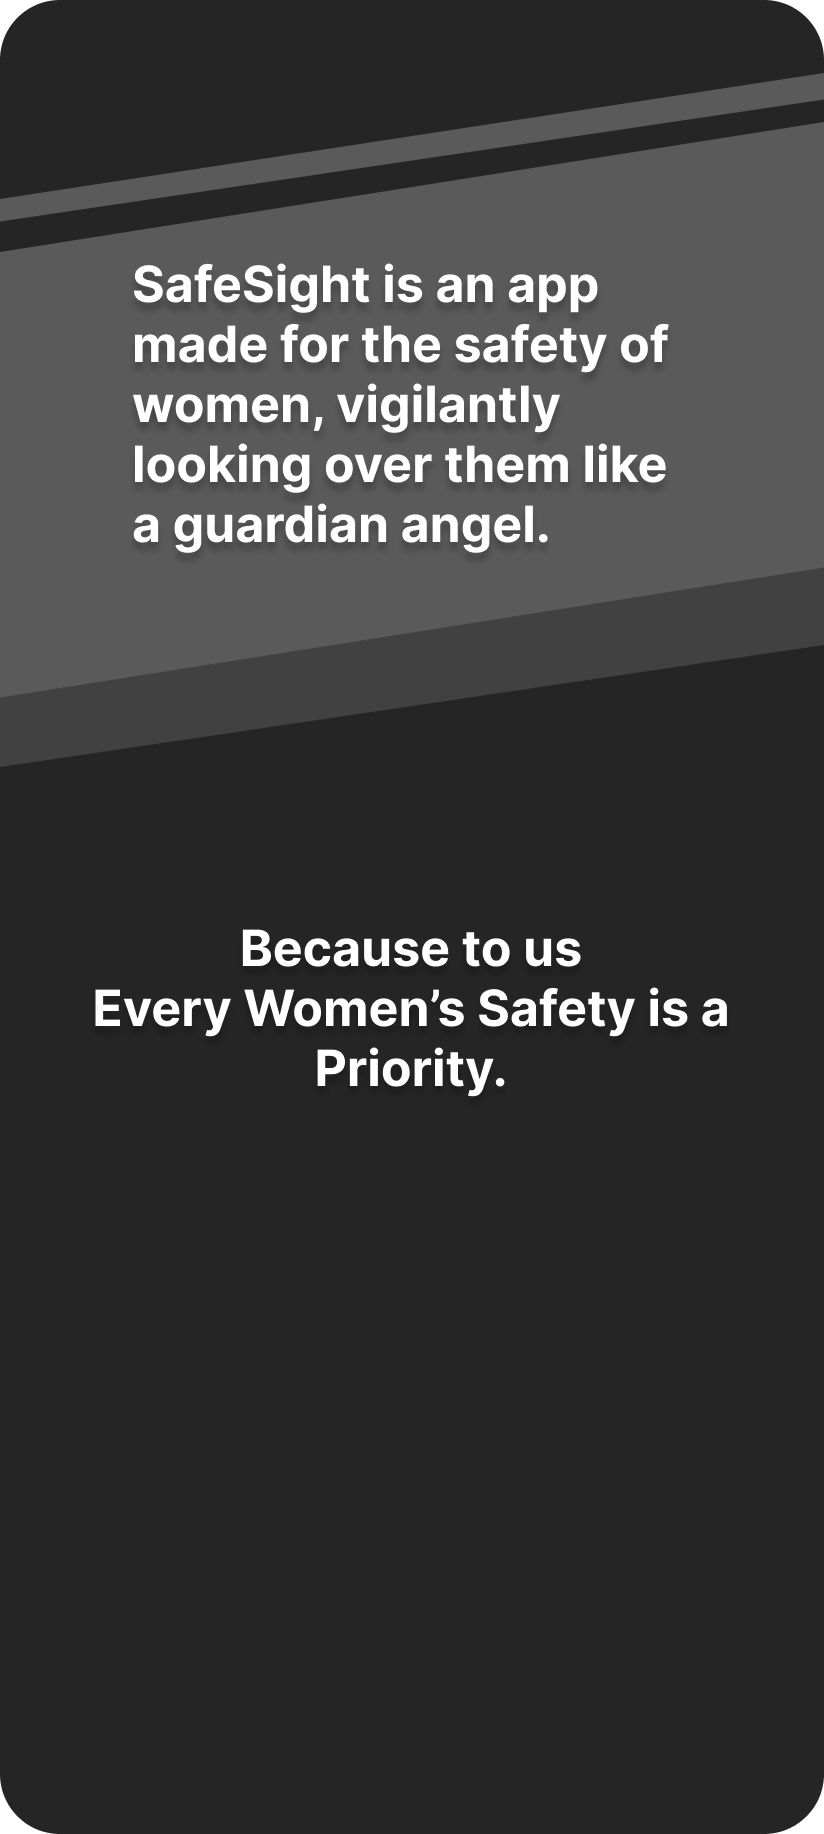 SafeSight is an app
made for the safety of
women, vigilantly
looking over them like
a guardian angel.
Because to us
Every Women’s Safety is a
Priority.